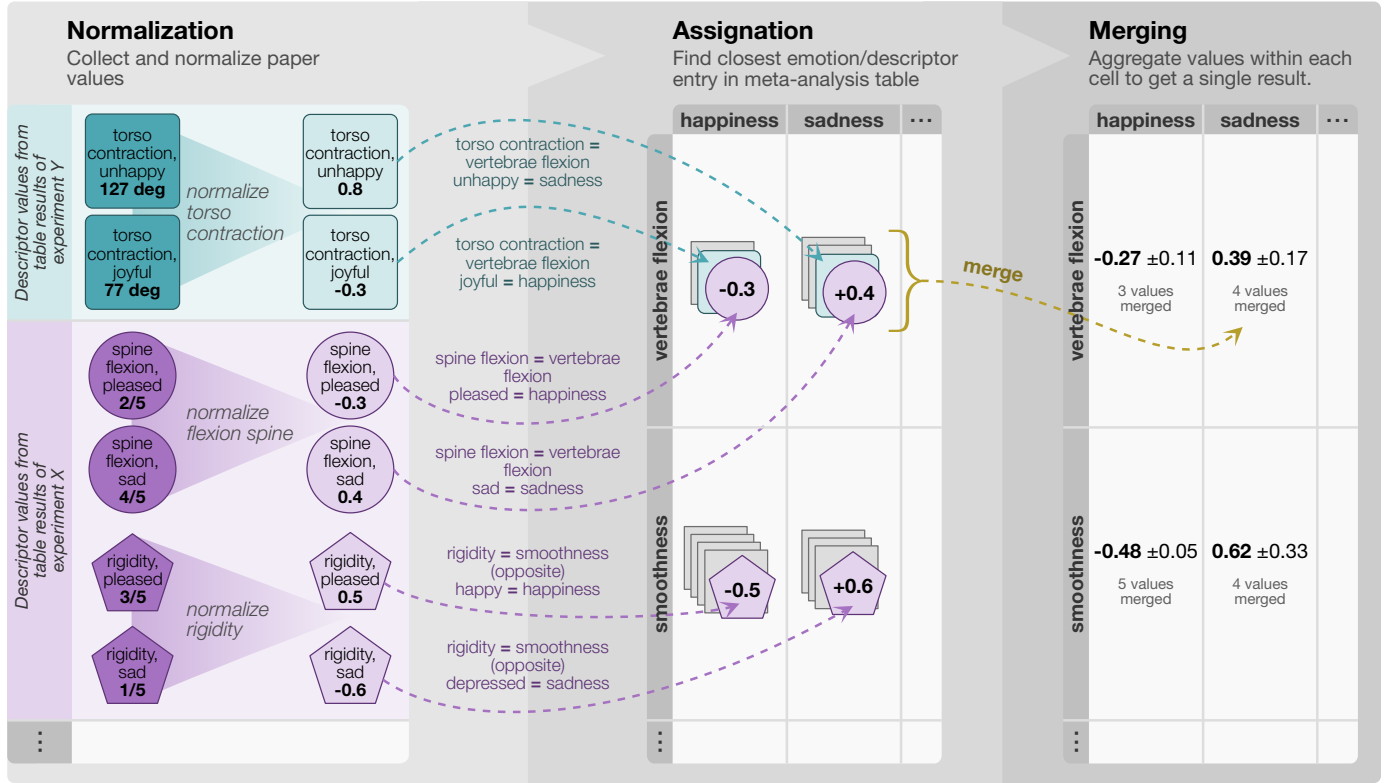 Normalization
Collect and normalize paper
values
Assignation
Find closest emotion/descriptor
entry in meta-analysis table
Merging
Aggregate values within each
cell to get a single result.
Descriptor values from
table results of
experiment Y
torso
contraction,
unhappy
127 deg
torso
contraction,
joyful
77 deg
normalize
torso
contraction
torso
contraction,
unhappy
0.8
torso
contraction,
joyful
-0.3
torso contraction =
vertebrae flexion
unhappy = sadness
torso contraction =
vertebrae flexion
joyful = happiness
Descriptor values from
table results of
experiment X
spine
flexion,
pleased
2/5
spine
flexion,
sad
4/5
normalize
flexion spine
spine
flexion,
pleased
-0.3
spine
flexion,
sad
0.4
spine flexion = vertebrae
flexion
pleased = happiness
spine flexion = vertebrae
flexion
sad = sadness
rigidity,
pleased
3/5
rigidity,
sad
1/5
normalize
rigidity
rigidity,
pleased
0.5
rigidity,
sad
-0.6
rigidity = smoothness
(opposite)
happy = happiness
rigidity = smoothness
(opposite)
depressed = sadness
...
happiness sadness ...
vertebrae flexion
-0.3
+0.4
smoothness
-0.5
+0.6
...
merge
happiness sadness ...
vertebrae flexion
-0.27 ±0.11
3 values
merged
0.39 ±0.17
4 values
merged
smoothness
-0.48 ±0.05
5 values
merged
0.62 ±0.33
4 values
merged
...